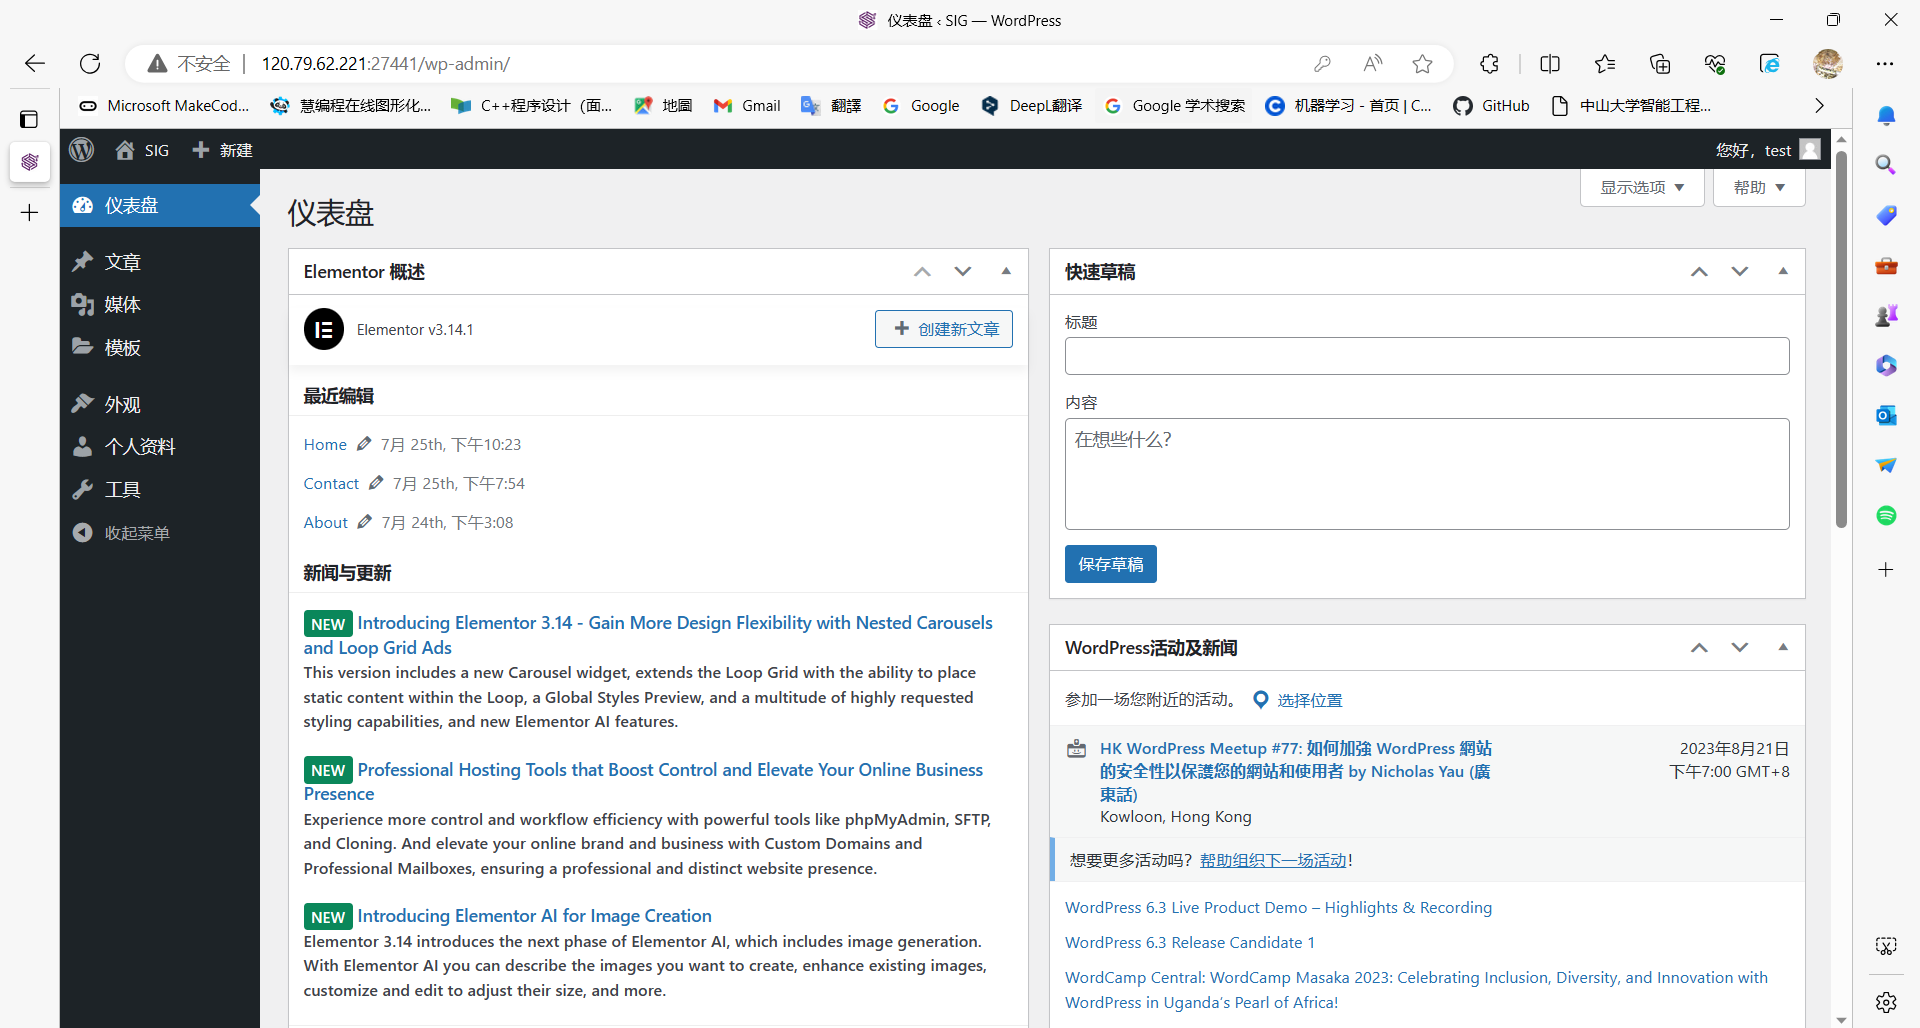 仪表盘 ‹ SIG — WordPress
不安全
120.79.62.221:27441/wp-admin/
Microsoft MakeCod...
慧编程在线图形化...
C++程序设计（面...
地圖
Gmail
翻譯
Google
DeepL翻译
Google 学术搜索
机器学习 - 首页 | C...
GitHub
中山大学智能工程...
SIG
新建
您好，test
仪表盘
文章
媒体
模板
外观
个人资料
工具
收起菜单
仪表盘
显示选项
帮助
Elementor 概述
Elementor v3.14.1
创建新文章
最近编辑
Home 7月 25th, 下午10:23
Contact 7月 25th, 下午7:54
About 7月 24th, 下午3:08
新闻与更新
NEW Introducing Elementor 3.14 - Gain More Design Flexibility with Nested Carousels
and Loop Grid Ads
This version includes a new Carousel widget, extends the Loop Grid with the ability to place
static content within the Loop, a Global Styles Preview, and a multitude of highly requested
styling capabilities, and new Elementor AI features.
NEW Professional Hosting Tools that Boost Control and Elevate Your Online Business
Presence
Experience more control and workflow efficiency with powerful tools like phpMyAdmin, SFTP,
and Cloning. And elevate your online brand and business with Custom Domains and
Professional Mailboxes, ensuring a professional and distinct website presence.
NEW Introducing Elementor AI for Image Creation
Elementor 3.14 introduces the next phase of Elementor AI, which includes image generation.
With Elementor AI you can describe the images you want to create, enhance existing images,
customize and edit to adjust their size, and more.
快速草稿
标题
内容
在想些什么？
保存草稿
WordPress活动及新闻
参加一场您附近的活动。 选择位置
HK WordPress Meetup #77: 如何加強 WordPress 網站
的安全性以保護您的網站和使用者 by Nicholas Yau (廣
東話)
Kowloon, Hong Kong
2023年8月21日
下午7:00 GMT+8
想要更多活动吗？帮助组织下一场活动！
WordPress 6.3 Live Product Demo – Highlights & Recording
WordPress 6.3 Release Candidate 1
WordCamp Central: WordCamp Masaka 2023: Celebrating Inclusion, Diversity, and Innovation with
WordPress in Uganda’s Pearl of Africa!